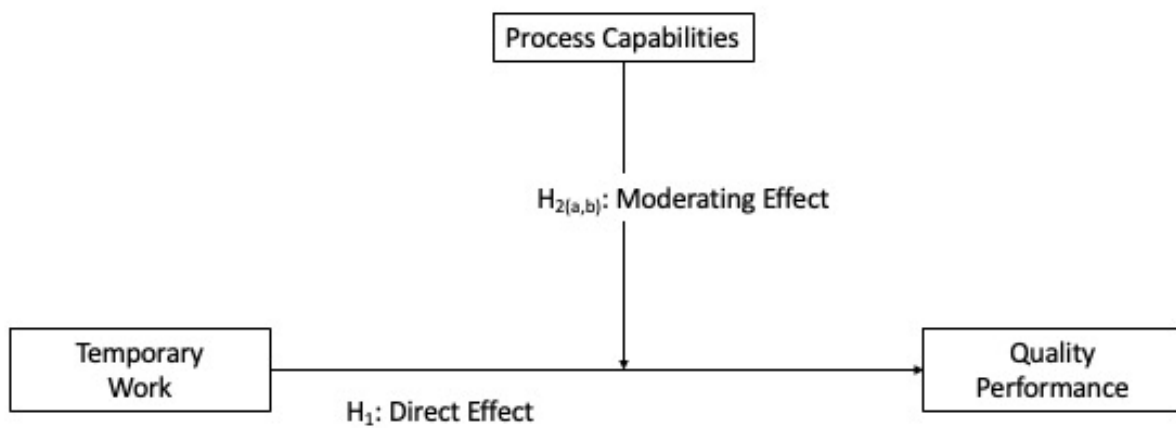 Process Capabilities
H2(a,b): Moderating Effect
Temporary
Work
Quality
Performance
H1: Direct Effect